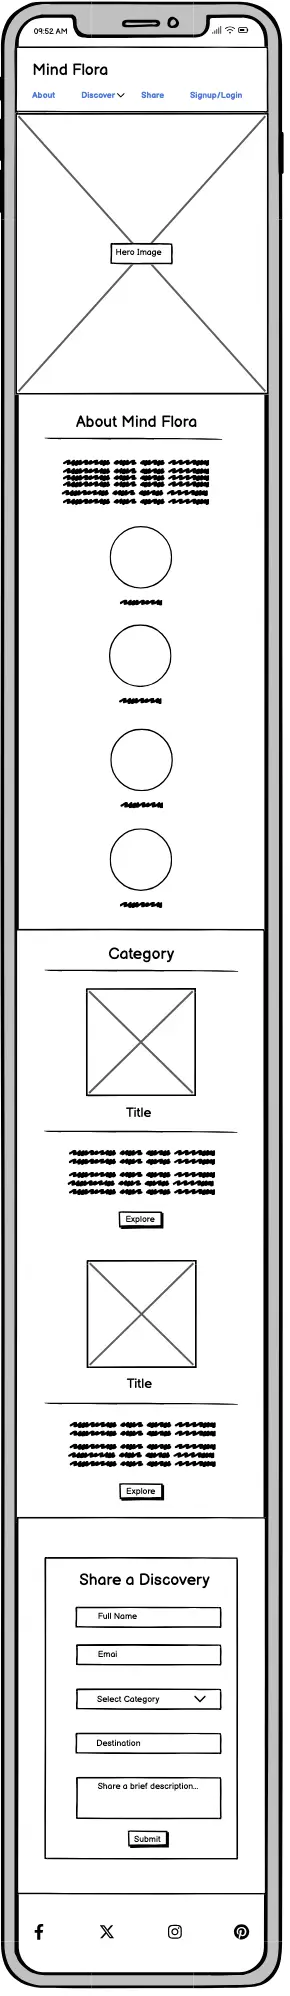 09:52 AM
Mind Flora
About Discover Share Signup/Login
Hero Image
About Mind Flora
Category
Title
Explore
Title
Explore
Share a Discovery
Full Name
Emai
Select Category
Destination
Share a brief description...
Submit